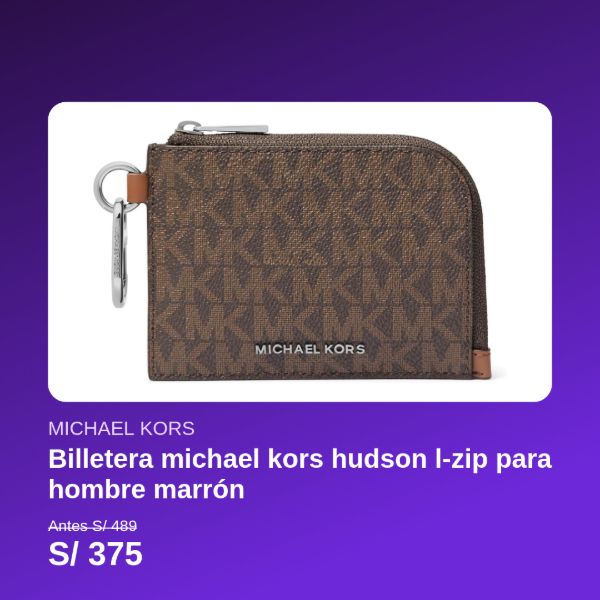 MICHAEL KORS
MICHAEL KORS
Billetera michael kors hudson l-zip para
hombre marrón
Antes S/ 489
S/ 375